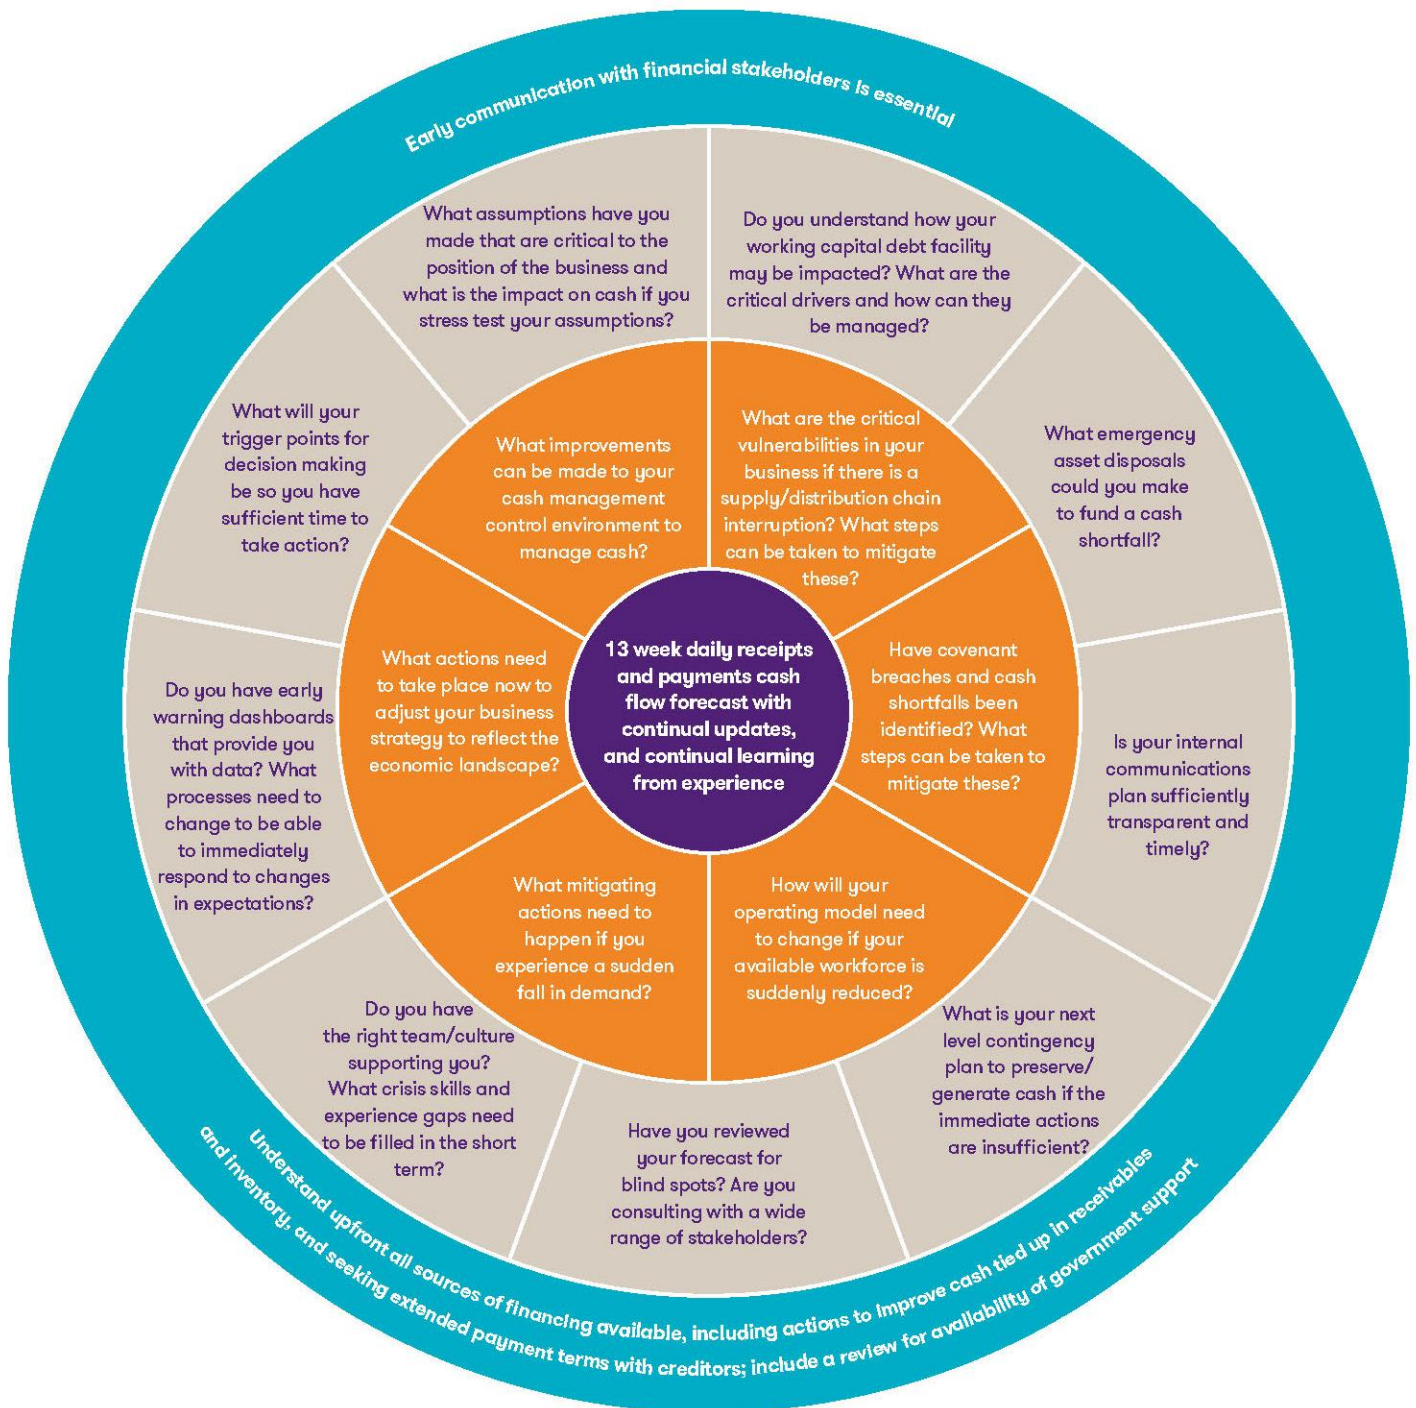 Early communication with financial stakeholders is essential
What assumptions have you
made that are critical to the
position of the business and
what is the impact on cash if you
stress test your assumptions?
Do you understand how your
working capital debt facility
may be impacted? What are the
critical drivers and how can they
be managed?
What emergency
asset disposals
could you make
to fund a cash
shortfall?
Is your internal
communications
plan sufficiently
transparent and
timely?
What is your next
level contingency
plan to preserve/
generate cash if the
immediate actions
are insufficient?
Have you reviewed
your forecast for
blind spots? Are you
consulting with a wide
range of stakeholders?
Do you have
the right team/culture
supporting you?
What crisis skills and
experience gaps need
to be filled in the short
term?
Do you have early
warning dashboards
that provide you
with data? What
processes need to
change to be able
to immediately
respond to changes
in expectations?
What will your
trigger points for
decision making
be so you have
sufficient time to
take action?
What improvements
can be made to your
cash management
control environment to
manage cash?
What are the critical
vulnerabilities in your
business if there is a
supply/distribution chain
interruption? What steps
can be taken to mitigate
these?
Have covenant
breaches and cash
shortfalls been
identified? What
steps can be taken to
mitigate these?
How will your
operating model need
to change if your
available workforce is
suddenly reduced?
What mitigating
actions need to
happen if you
experience a sudden
fall in demand?
What actions need
to take place now to
adjust your business
strategy to reflect the
economic landscape?
13 week daily receipts
and payments cash
flow forecast with
continual updates,
and continual learning
from experience
Understand upfront all sources of financing available, including actions to improve cash tied up in receivables
and inventory, and seeking extended payment terms with creditors; include a review for availability of government support